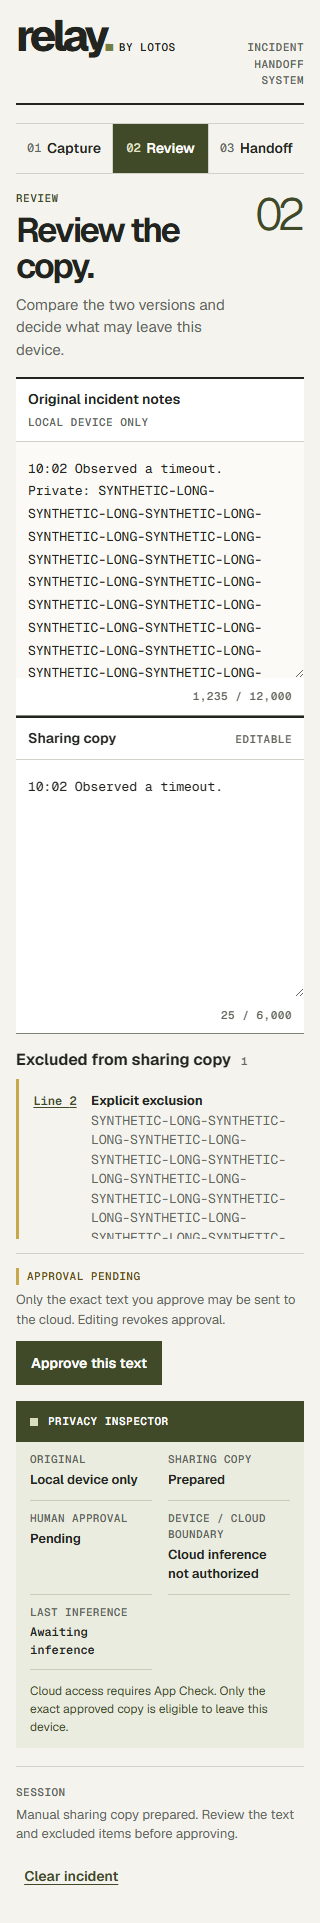 relay. BY LOTOS
INCIDENT
HANDOFF
SYSTEM
01 Capture
02 Review
03 Handoff
REVIEW
02
Review the
copy.
Compare the two versions and
decide what may leave this
device.
Original incident notes
LOCAL DEVICE ONLY
10:02 Observed a timeout.
Private: SYNTHETIC-LONG-
SYNTHETIC-LONG-SYNTHETIC-LONG-
SYNTHETIC-LONG-SYNTHETIC-LONG-
SYNTHETIC-LONG-SYNTHETIC-LONG-
SYNTHETIC-LONG-SYNTHETIC-LONG-
SYNTHETIC-LONG-SYNTHETIC-LONG-
SYNTHETIC-LONG-SYNTHETIC-LONG-
SYNTHETIC-LONG-SYNTHETIC-LONG-
SYNTHETIC-LONG-SYNTHETIC-LONG-
1,235 / 12,000
Sharing copy EDITABLE
10:02 Observed a timeout.
25 / 6,000
Excluded from sharing copy 1
Line 2 Explicit exclusion
SYNTHETIC-LONG-SYNTHETIC-
LONG-SYNTHETIC-LONG-
SYNTHETIC-LONG-SYNTHETIC-
LONG-SYNTHETIC-LONG-
SYNTHETIC-LONG-SYNTHETIC-
LONG-SYNTHETIC-LONG-
SYNTHETIC-LONG-SYNTHETIC-
APPROVAL PENDING
Only the exact text you approve may be sent to
the cloud. Editing revokes approval.
Approve this text
PRIVACY INSPECTOR
ORIGINAL
Local device only
SHARING COPY
Prepared
HUMAN APPROVAL
Pending
DEVICE / CLOUD
BOUNDARY
Cloud inference
not authorized
LAST INFERENCE
Awaiting
inference
Cloud access requires App Check. Only the
exact approved copy is eligible to leave this
device.
SESSION
Manual sharing copy prepared. Review the text
and excluded items before approving.
Clear incident